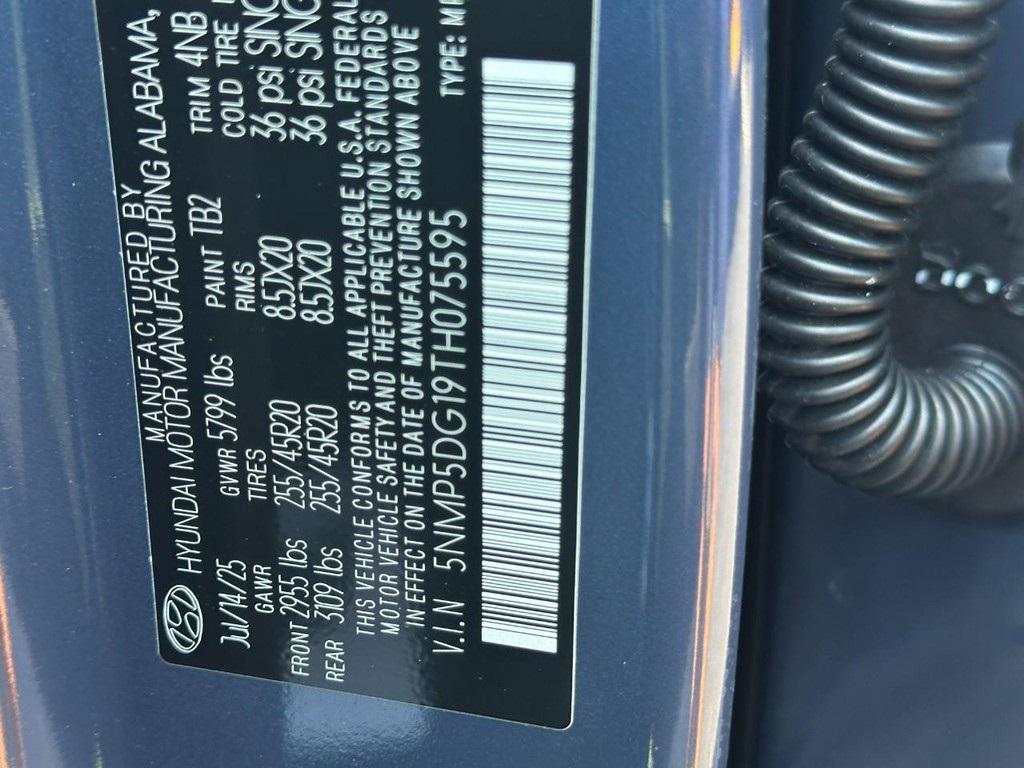 MANUFACTURED BY
HYUNDAI MOTOR MANUFACTURING ALABAMA,
Jul/14/25 GVWR 5799 lbs PAINT TB2 TRIM 4NB
GAWR TIRES RIMS COLD TIRE
FRONT 2955 lbs 255/45R20 8.5JX20 36 psi SING
REAR 3109 lbs 255/45R20 8.5JX20 36 psi SING
THIS VEHICLE CONFORMS TO ALL APPLICABLE U.S.A. FEDERAL
MOTOR VEHICLE SAFETY AND THEFT PREVENTION STANDARDS
IN EFFECT ON THE DATE OF MANUFACTURE SHOWN ABOVE
V.I.N 5NMP5DG19TH075595 TYPE: